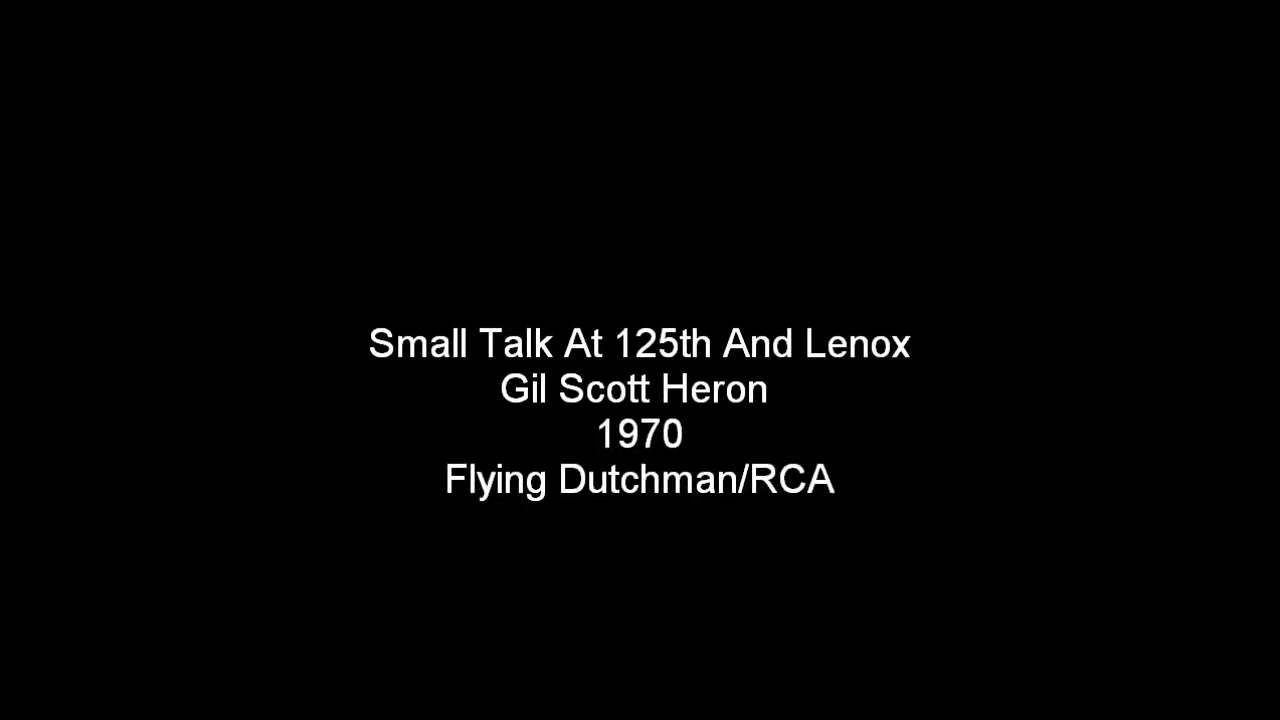 Small Talk At 125th And Lenox
Gil Scott Heron
1970
Flying Dutchman/RCA